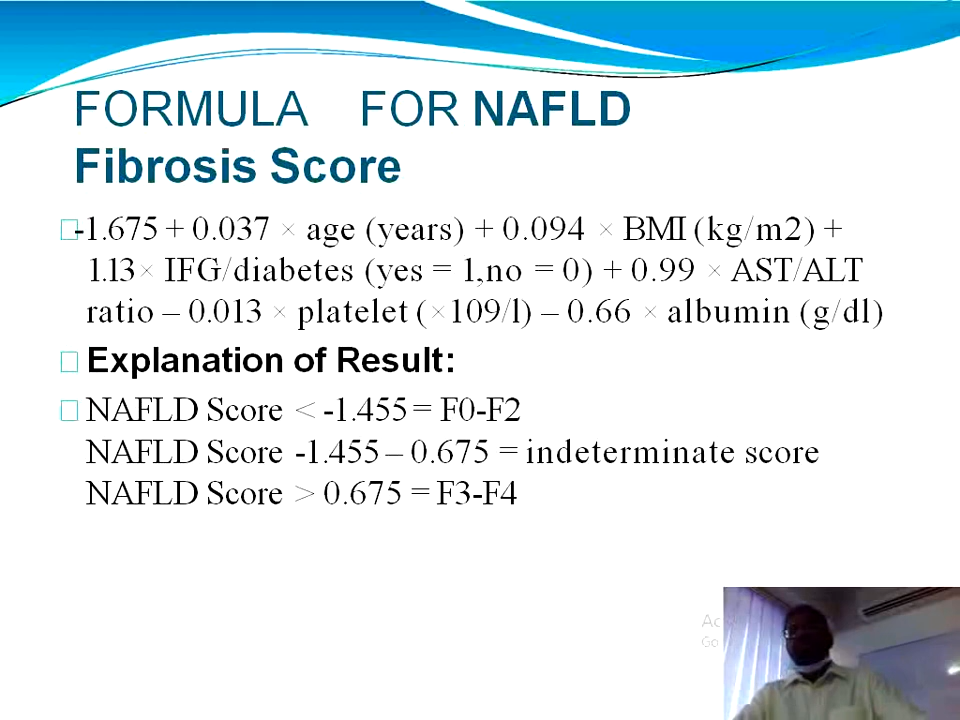 FORMULA FOR NAFLD
Fibrosis Score
-1.675 + 0.037 × age (years) + 0.094 × BMI (kg/m2) +
1.13× IFG/diabetes (yes = 1,no = 0) + 0.99 × AST/ALT
ratio – 0.013 × platelet (×109/l) – 0.66 × albumin (g/dl)
Explanation of Result:
NAFLD Score < -1.455 = F0-F2
NAFLD Score -1.455 – 0.675 = indeterminate score
NAFLD Score > 0.675 = F3-F4